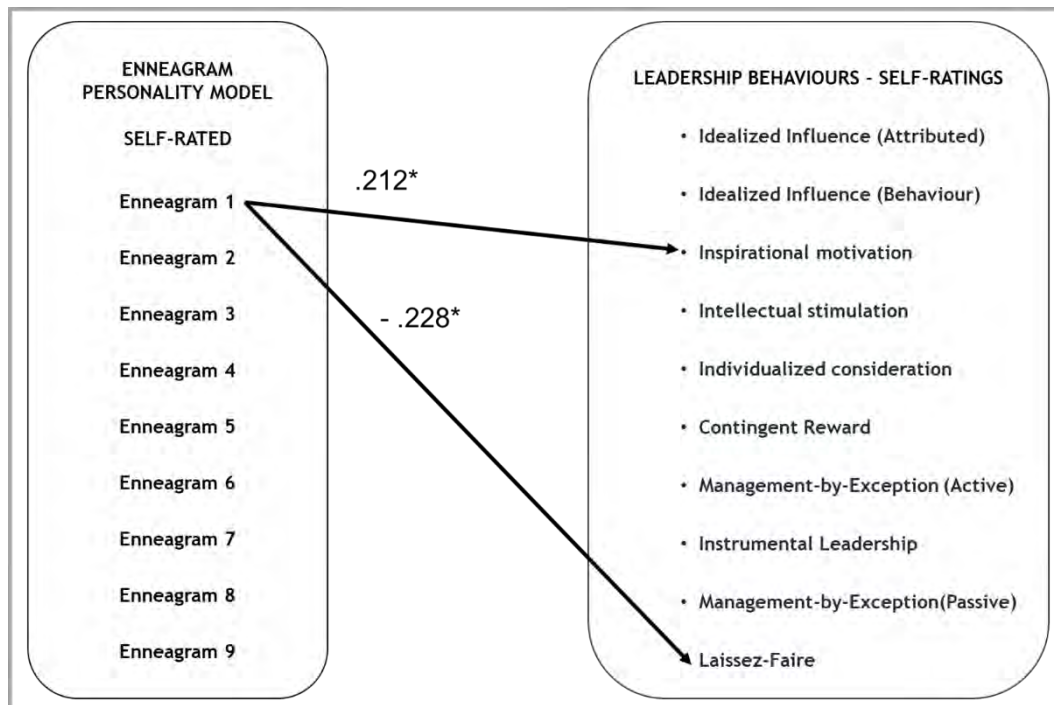 ENNEAGRAM
PERSONALITY MODEL
SELF-RATED
Enneagram 1
Enneagram 2
Enneagram 3
Enneagram 4
Enneagram 5
Enneagram 6
Enneagram 7
Enneagram 8
Enneagram 9
.212*
- .228*
LEADERSHIP BEHAVIOURS - SELF-RATINGS
• Idealized Influence (Attributed)
• Idealized Influence (Behaviour)
• Inspirational motivation
• Intellectual stimulation
• Individualized consideration
• Contingent Reward
• Management-by-Exception (Active)
• Instrumental Leadership
• Management-by-Exception(Passive)
• Laissez-Faire